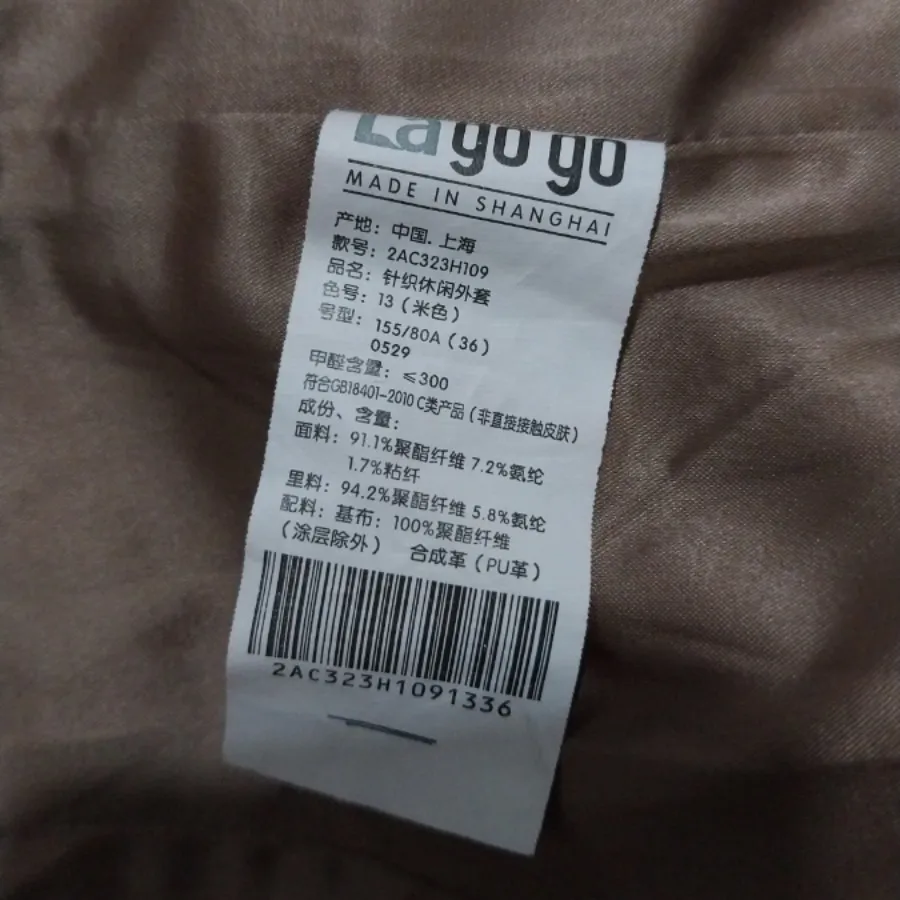 La go go
MADE IN SHANGHAI
产地：中国．上海
款号：2AC323H109
品名：针织休闲外套
色号：13（米色）
号型：155/80A（36）
0529
甲醛含量：≤300
符合GB18401-2010 C类产品（非直接接触皮肤）
成份、含量：
面料：91.1%聚酯纤维 7.2%氨纶
1.7%粘纤
里料：94.2%聚酯纤维 5.8%氨纶
配料：基布：100%聚酯纤维
（涂层除外） 合成革（PU革）
2AC323H1091336